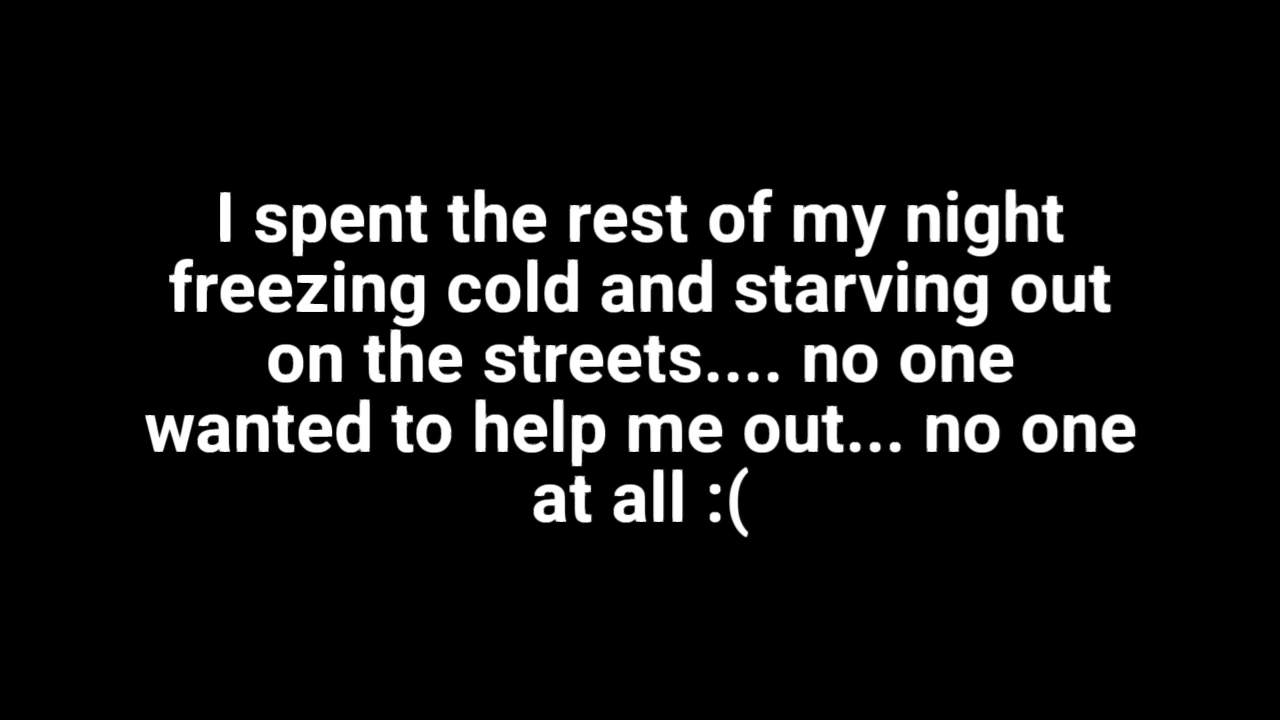 I spent the rest of my night
freezing cold and starving out
on the streets.... no one
wanted to help me out... no one
at all :(